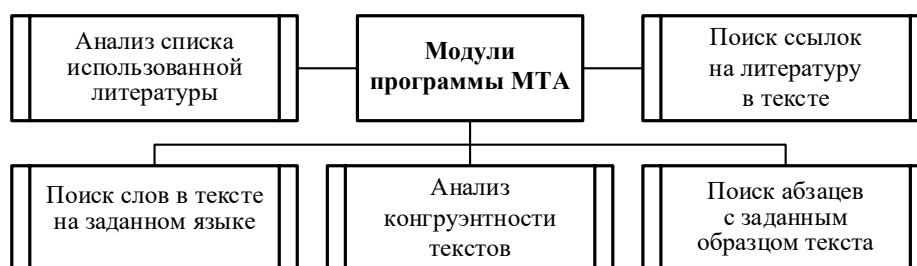 Анализ списка
использованной
литературы
Модули
программы МТА
Поиск ссылок
на литературу
в тексте
Поиск слов в тексте
на заданном языке
Анализ
конгруэнтности
текстов
Поиск абзацев
с заданным
образцом текста